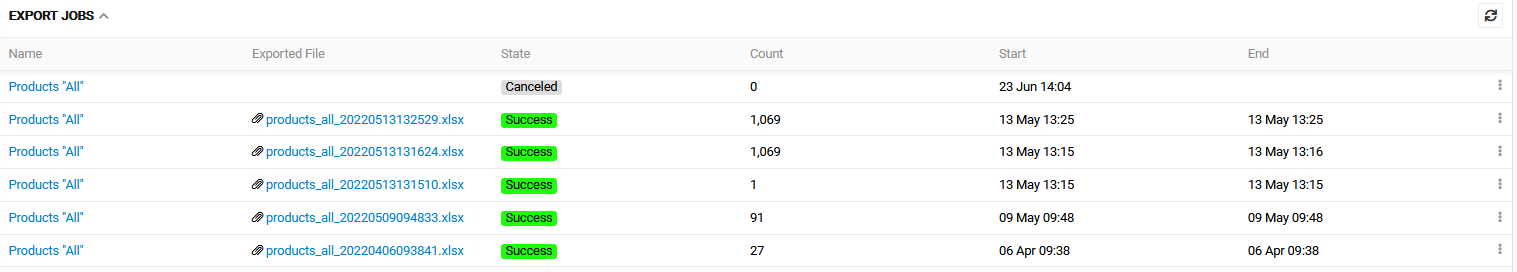 EXPORT JOBS
Name Exported File State Count Start End
Products "All" Canceled 0 23 Jun 14:04
Products "All" products_all_20220513132529.xlsx Success 1,069 13 May 13:25 13 May 13:25
Products "All" products_all_20220513131624.xlsx Success 1,069 13 May 13:15 13 May 13:16
Products "All" products_all_20220513131510.xlsx Success 1 13 May 13:15 13 May 13:15
Products "All" products_all_20220509094833.xlsx Success 91 09 May 09:48 09 May 09:48
Products "All" products_all_20220406093841.xlsx Success 27 06 Apr 09:38 06 Apr 09:38